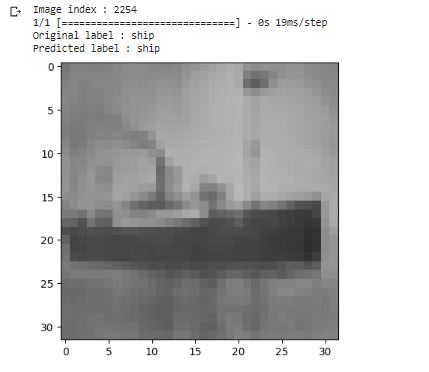 Image index : 2254
1/1 [==============================] - 0s 19ms/step
Original label : ship
Predicted label : ship
0
5
10
15
20
25
30
0 5 10 15 20 25 30